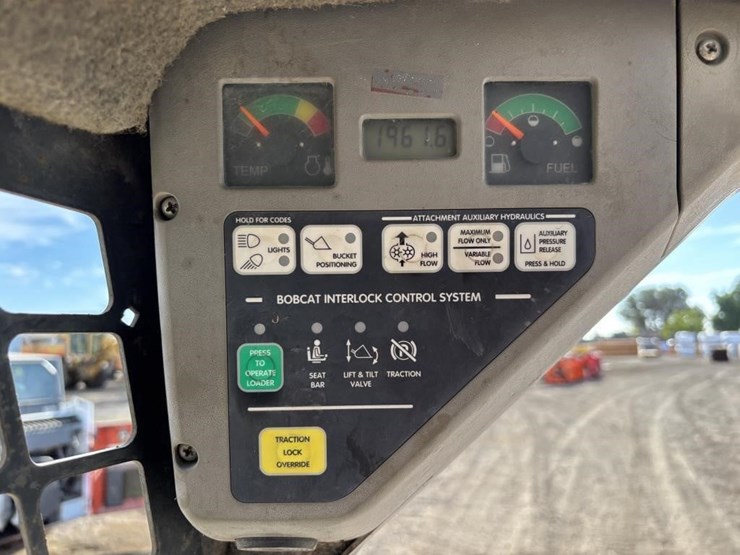 1961.6
TEMP
FUEL
HOLD FOR CODES
ATTACHMENT AUXILIARY HYDRAULICS
LIGHTS
BUCKET
POSITIONING
HIGH
FLOW
MAXIMUM
FLOW ONLY
VARIABLE
FLOW
AUXILIARY
PRESSURE
RELEASE
PRESS & HOLD
BOBCAT INTERLOCK CONTROL SYSTEM
PRESS
TO
OPERATE
LOADER
SEAT
BAR
LIFT & TILT
VALVE
TRACTION
TRACTION
LOCK
OVERRIDE